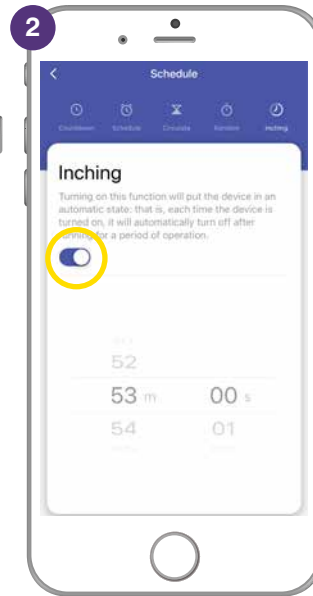 2
Schedule
Countdown Schedule Circulate Random Inching
Inching
Turning on this function will put the device in an
automatic state; that is, each time the device is
turned on, it will automatically turn off after
running for a period of operation.
52
53 m 00 s
54 01